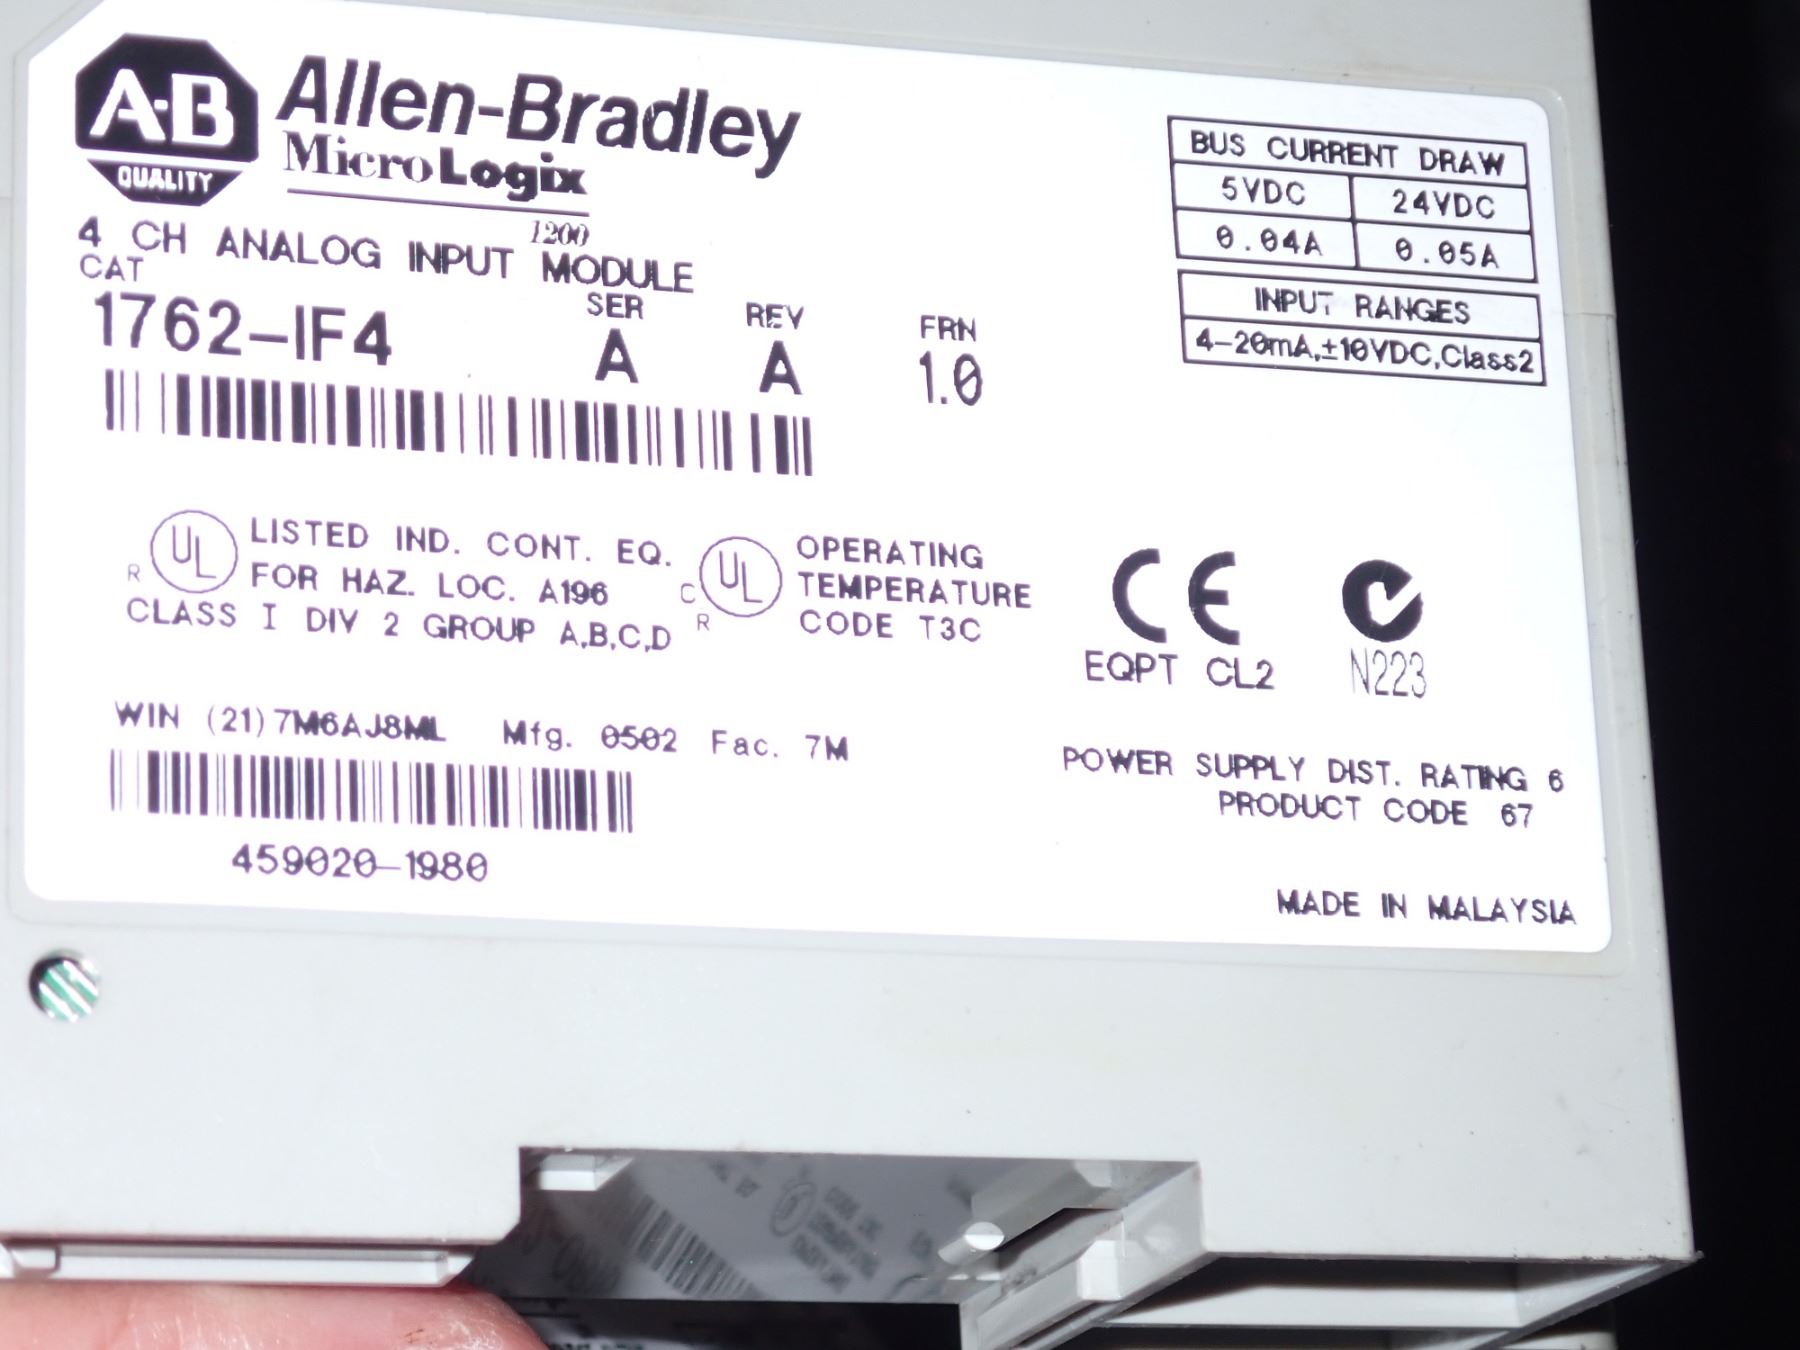 A-B
QUALITY
Allen-Bradley
MicroLogix
1200
4 CH ANALOG INPUT MODULE
CAT
SER
REV
FRN
1762-IF4
A
A
1.0
BUS CURRENT DRAW
5VDC 24VDC
0.04A 0.05A
INPUT RANGES
4-20mA,±10VDC,Class2
UL
R
LISTED IND. CONT. EQ.
FOR HAZ. LOC. A196
CLASS I DIV 2 GROUP A,B,C,D
C
UL
R
OPERATING
TEMPERATURE
CODE T3C
CE
EQPT CL2
N223
WIN (21)7M6AJ8ML Mfg. 0502 Fac. 7M
459020-1980
POWER SUPPLY DIST. RATING 6
PRODUCT CODE 67
MADE IN MALAYSIA